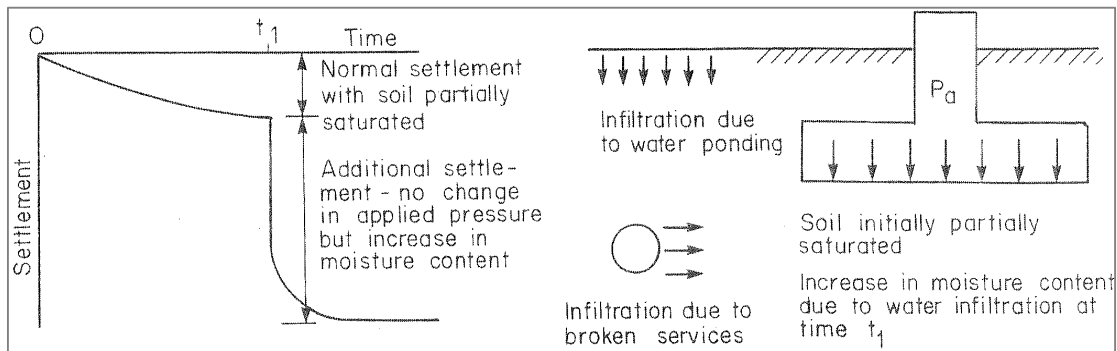 O
t₁
Time
Settlement
Normal settlement
with soil partially
saturated
Additional settle-
ment - no change
in applied pressure
but increase in
moisture content
Infiltration due
to water ponding
Infiltration due to
broken services
Pa
Soil initially partially
saturated
Increase in moisture content
due to water infiltration at
time t₁